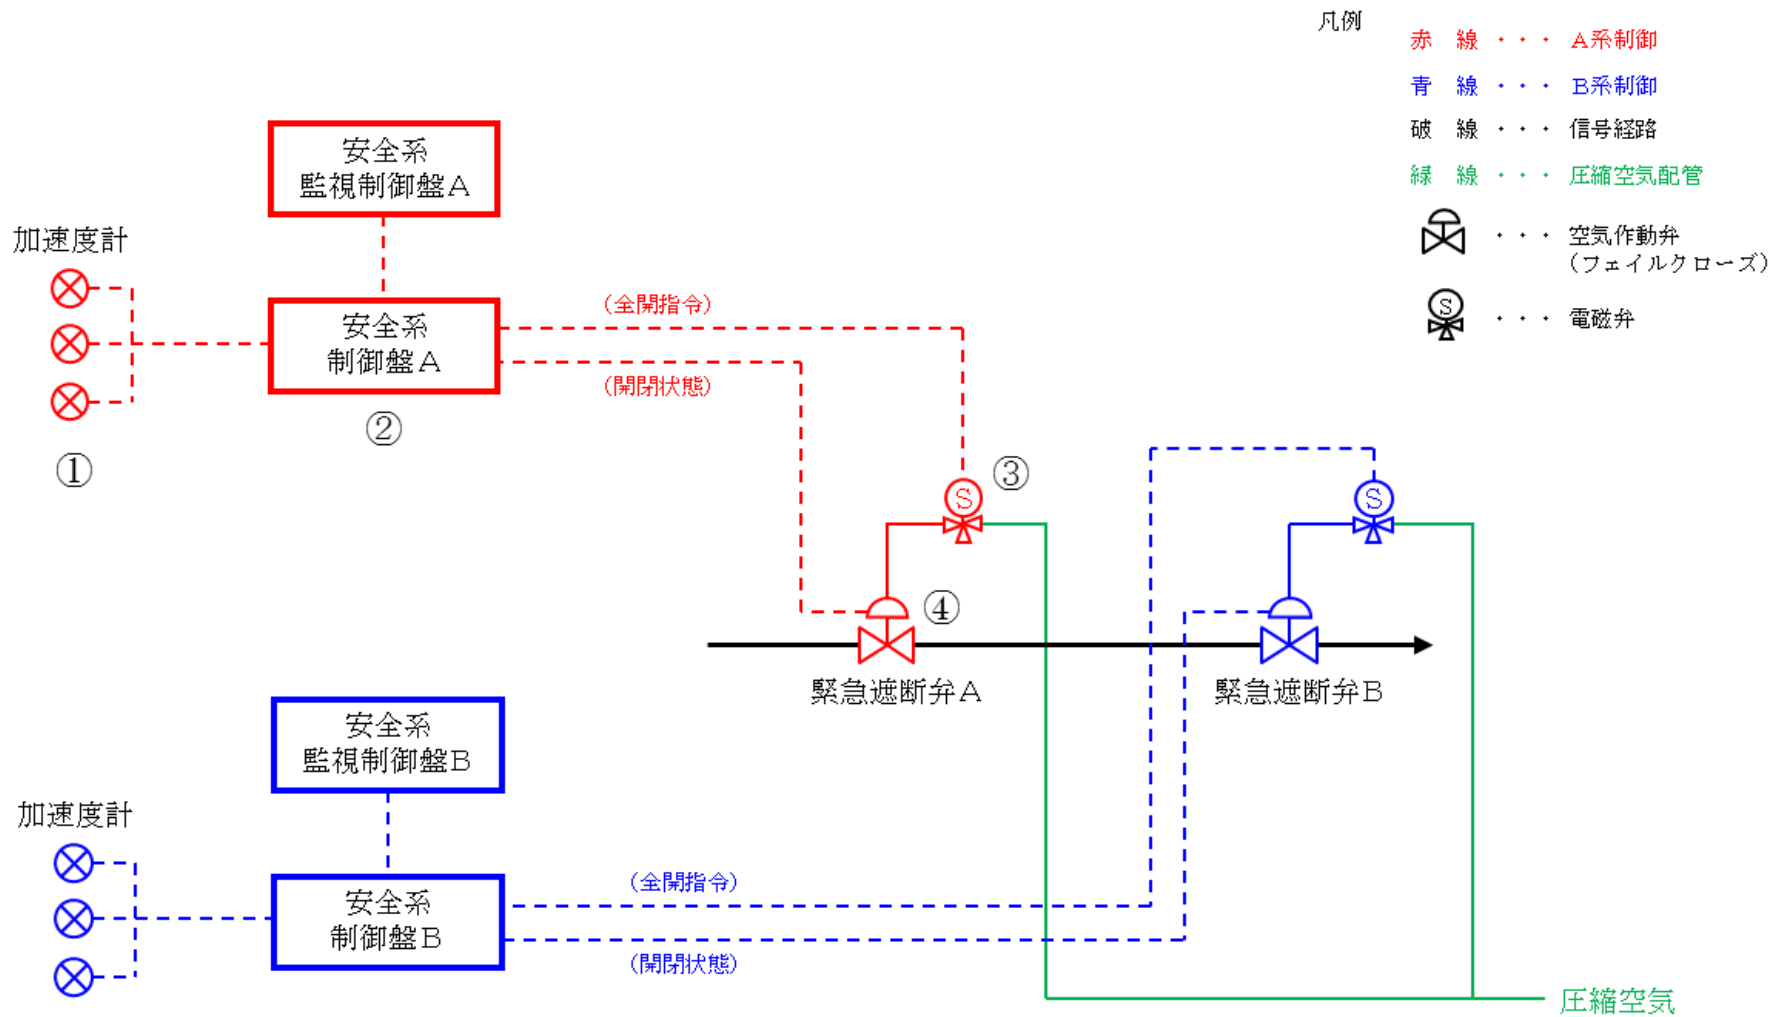 凡例
赤 線 ・・・ A系制御
青 線 ・・・ B系制御
破 線 ・・・ 信号経路
緑 線 ・・・ 圧縮空気配管
・・・ 空気作動弁
(フェイルクローズ)
S ・・・ 電磁弁
安全系
監視制御盤A
加速度計
安全系
制御盤A
(全開指令)
(開閉状態)
①
②
③
S
S
④
緊急遮断弁A
緊急遮断弁B
安全系
監視制御盤B
加速度計
安全系
制御盤B
(全開指令)
(開閉状態)
圧縮空気